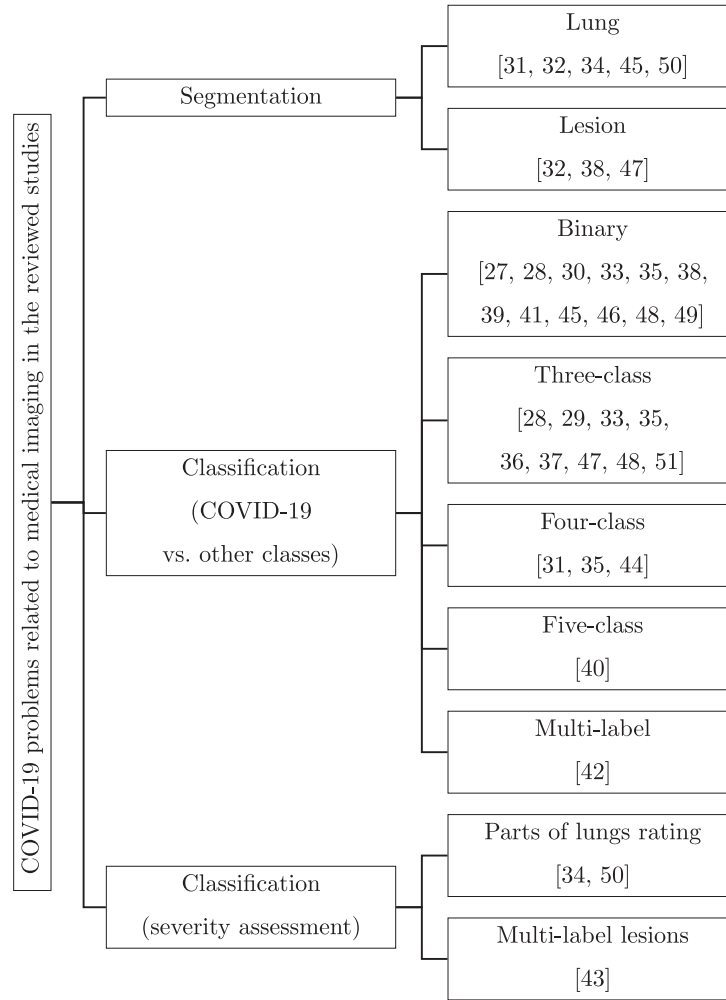 COVID-19 problems related to medical imaging in the reviewed studies
Segmentation
Lung
[31, 32, 34, 45, 50]
Lesion
[32, 38, 47]
Classification
(COVID-19
vs. other classes)
Binary
[27, 28, 30, 33, 35, 38,
39, 41, 45, 46, 48, 49]
Three-class
[28, 29, 33, 35,
36, 37, 47, 48, 51]
Four-class
[31, 35, 44]
Five-class
[40]
Multi-label
[42]
Classification
(severity assessment)
Parts of lungs rating
[34, 50]
Multi-label lesions
[43]